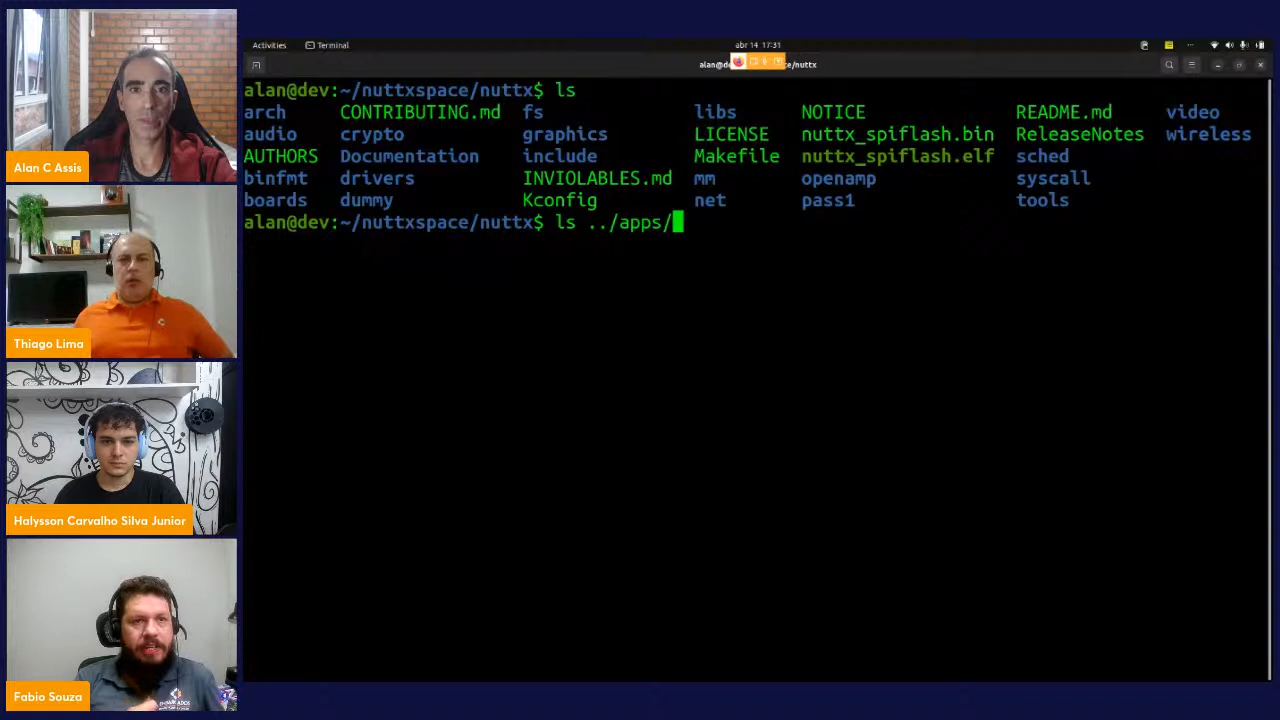 Activities Terminal abr 14 17:31
nuttx
alan@dev:~/nuttxspace/nuttx$ ls
arch CONTRIBUTING.md fs libs NOTICE README.md video
audio crypto graphics LICENSE nuttx_spiflash.bin ReleaseNotes wireless
AUTHORS Documentation include Makefile nuttx_spiflash.elf sched
binfmt drivers INVIOLABLES.md mm openamp syscall
boards dummy Kconfig net pass1 tools
alan@dev:~/nuttxspace/nuttx$ ls ../apps/
Alan C Assis
Thiago Lima
Halysson Carvalho Silva Junior
Fabio Souza